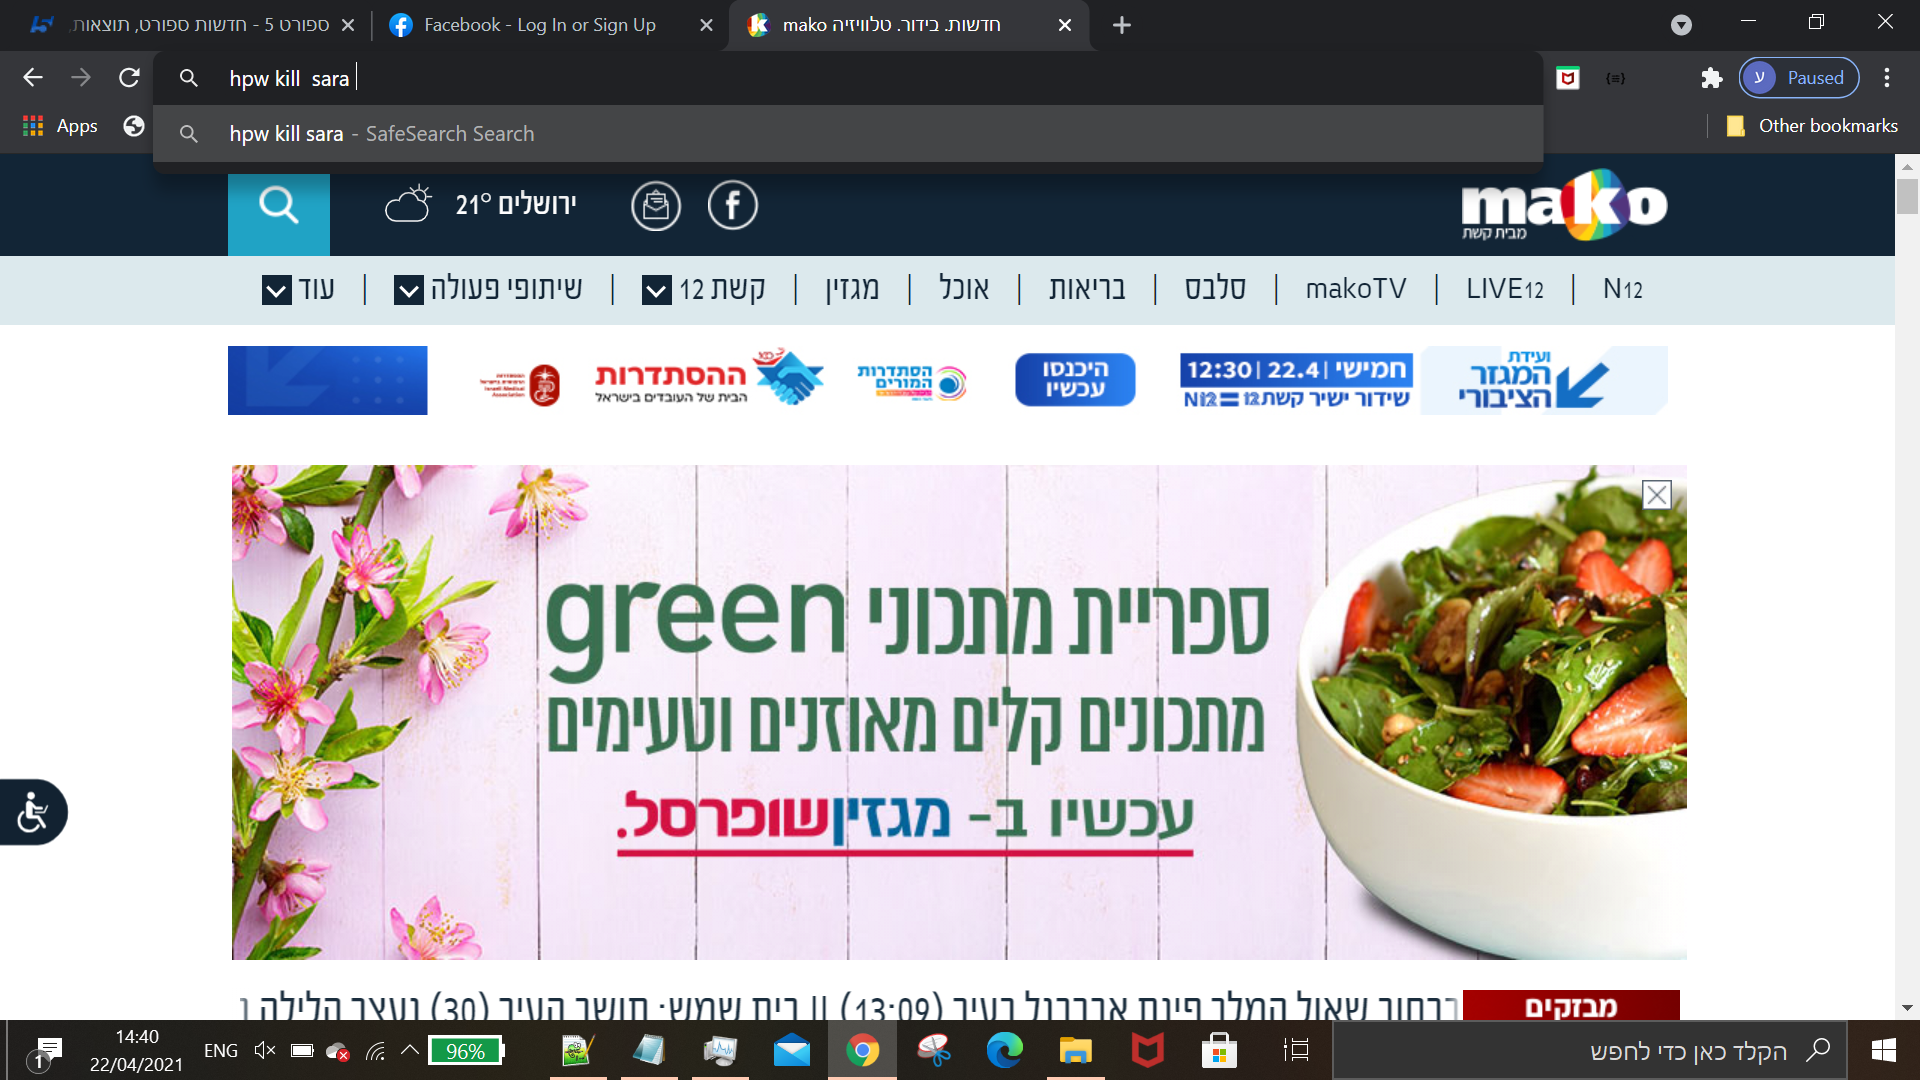 ספורט 5 - חדשות ספורט, תוצאות,
Facebook - Log In or Sign Up
חדשות. בידור. טלוויזיה mako
hpw kill  sara
Paused
ע
Apps
hpw kill sara - SafeSearch Search
Other bookmarks
ירושלים 21°
mako
מבית קשת
N12 | LIVE12 | makoTV | סלבס | בריאות | אוכל | מגזין | קשת 12 | שיתופי פעולה | עוד
ועידת
המגזר
הציבורי
חמישי | 22.4 | 12:30
שידור ישיר קשת 12 = N12
היכנסו
עכשיו
הסתדרות
המורים
ההסתדרות
הבית של העובדים בישראל
ספריית מתכוני green
מתכונים קלים מאוזנים וטעימים
עכשיו ב- מגזין שופרסל.
מבזקים
ברחוב שאול המלך פינת ארברבנל בעיר (13:09) || בית שמש: תושב העיר (30) נעצר הלילה
14:40
22/04/2021
ENG
96%
1
הקלד כאן כדי לחפש